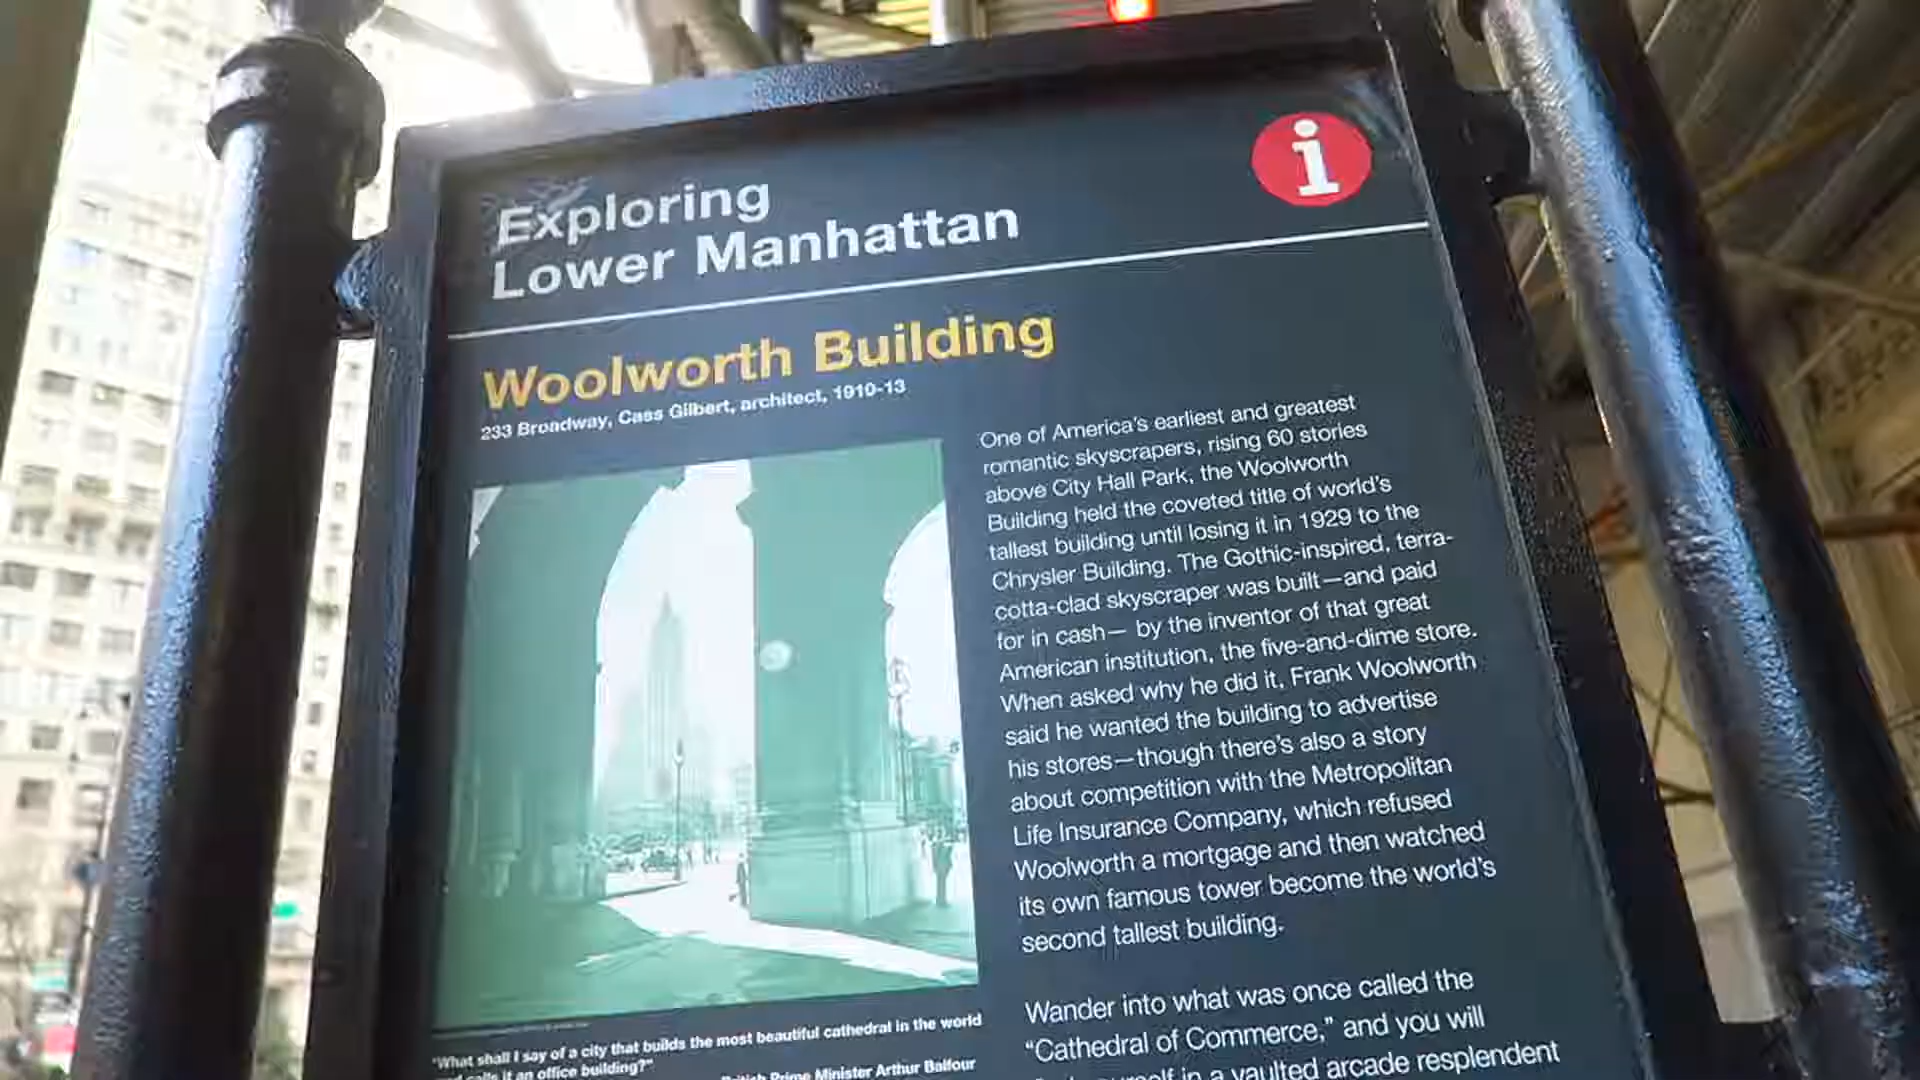 i
Exploring
Lower Manhattan
Woolworth Building
233 Broadway, Cass Gilbert, architect, 1910-13
One of America's earliest and greatest
romantic skyscrapers, rising 60 stories
above City Hall Park, the Woolworth
Building held the coveted title of world's
tallest building until losing it in 1929 to the
Chrysler Building. The Gothic-inspired, terra-
cotta-clad skyscraper was built—and paid
for in cash— by the inventor of that great
American institution, the five-and-dime store.
When asked why he did it, Frank Woolworth
said he wanted the building to advertise
his stores—though there's also a story
about competition with the Metropolitan
Life Insurance Company, which refused
Woolworth a mortgage and then watched
its own famous tower become the world's
second tallest building.
Wander into what was once called the
"Cathedral of Commerce," and you will
in a vaulted arcade resplendent
"What shall I say of a city that builds the most beautiful cathedral in the world
calls it an office building?"
Prime Minister Arthur Balfour